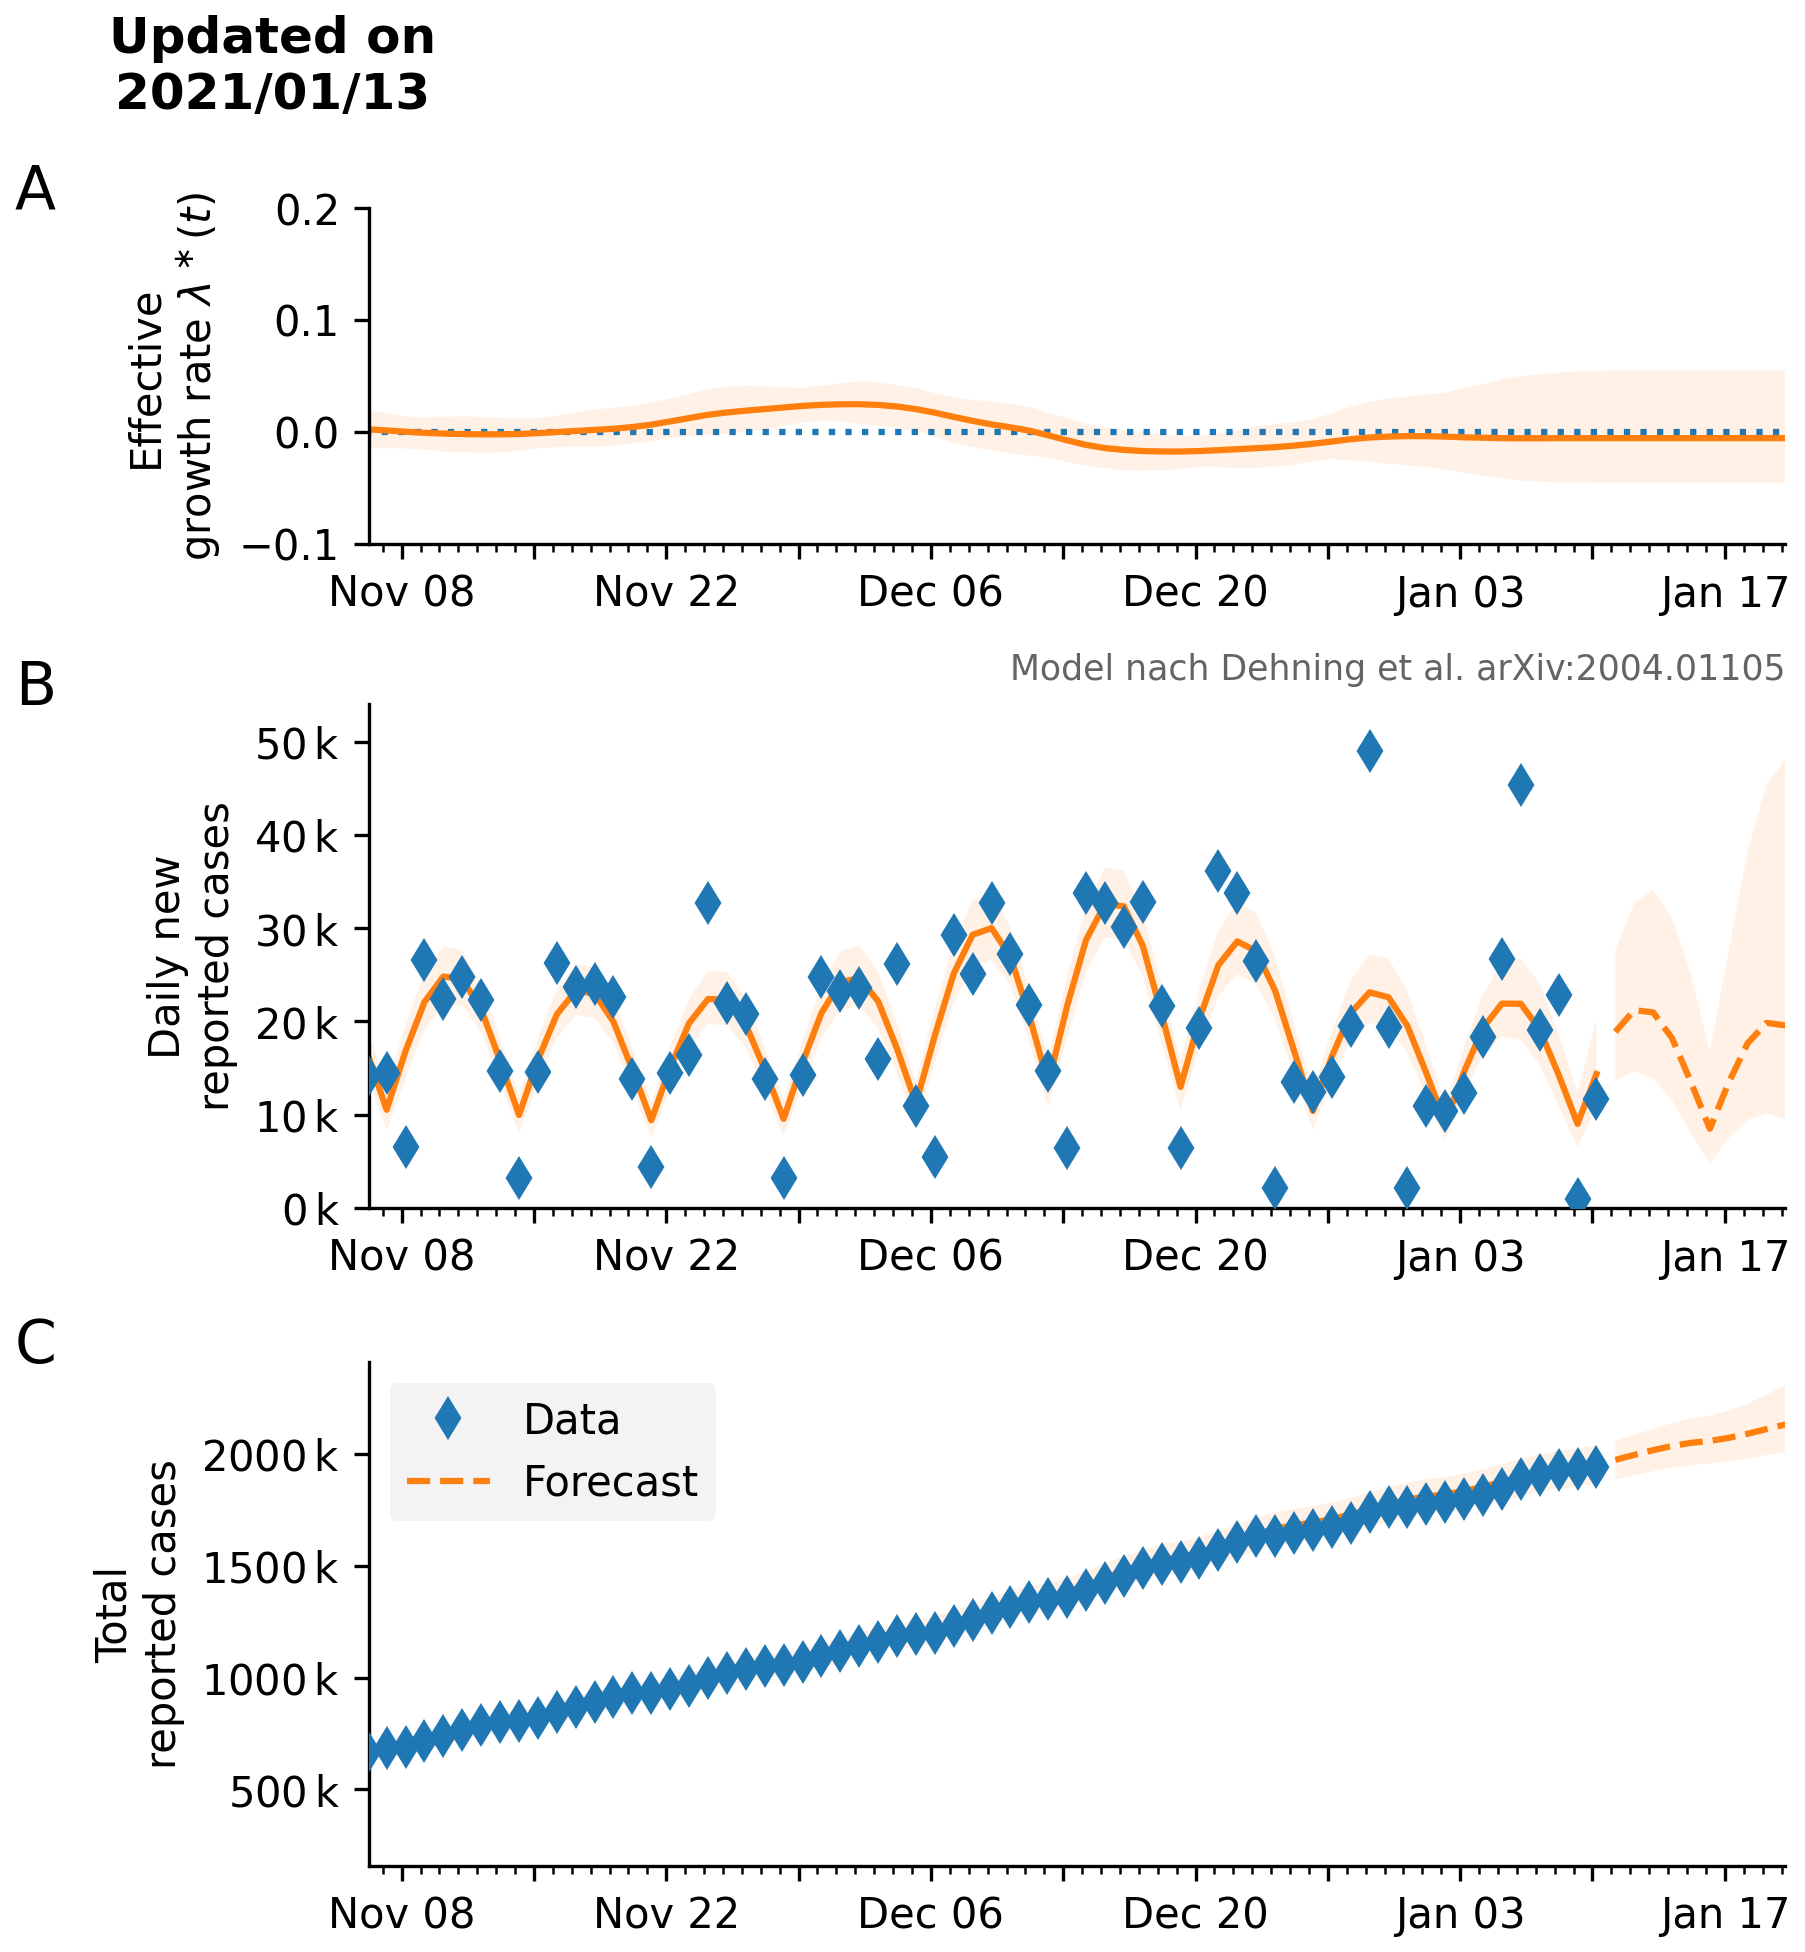 Updated on
2021/01/13
A
Effective
growth rate λ * (t)
0.2
0.1
0.0
−0.1
Nov 08 Nov 22 Dec 06 Dec 20 Jan 03 Jan 17
B
Model nach Dehning et al. arXiv:2004.01105
Daily new
reported cases
50 k
40 k
30 k
20 k
10 k
0 k
Nov 08 Nov 22 Dec 06 Dec 20 Jan 03 Jan 17
C
Total
reported cases
Data
Forecast
2000 k
1500 k
1000 k
500 k
Nov 08 Nov 22 Dec 06 Dec 20 Jan 03 Jan 17